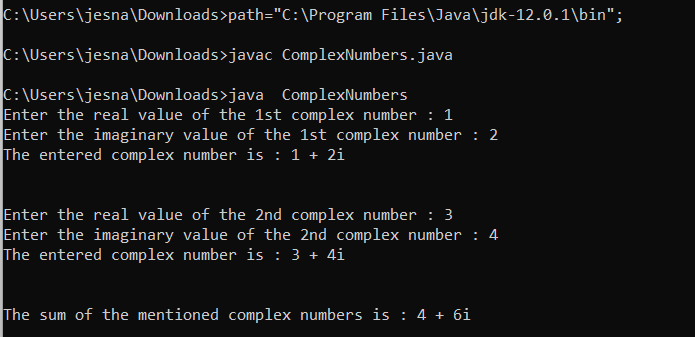 C:\Users\jesna\Downloads>path="C:\Program Files\Java\jdk-12.0.1\bin";
C:\Users\jesna\Downloads>javac ComplexNumbers.java
C:\Users\jesna\Downloads>java  ComplexNumbers
Enter the real value of the 1st complex number : 1
Enter the imaginary value of the 1st complex number : 2
The entered complex number is : 1 + 2i
Enter the real value of the 2nd complex number : 3
Enter the imaginary value of the 2nd complex number : 4
The entered complex number is : 3 + 4i
The sum of the mentioned complex numbers is : 4 + 6i